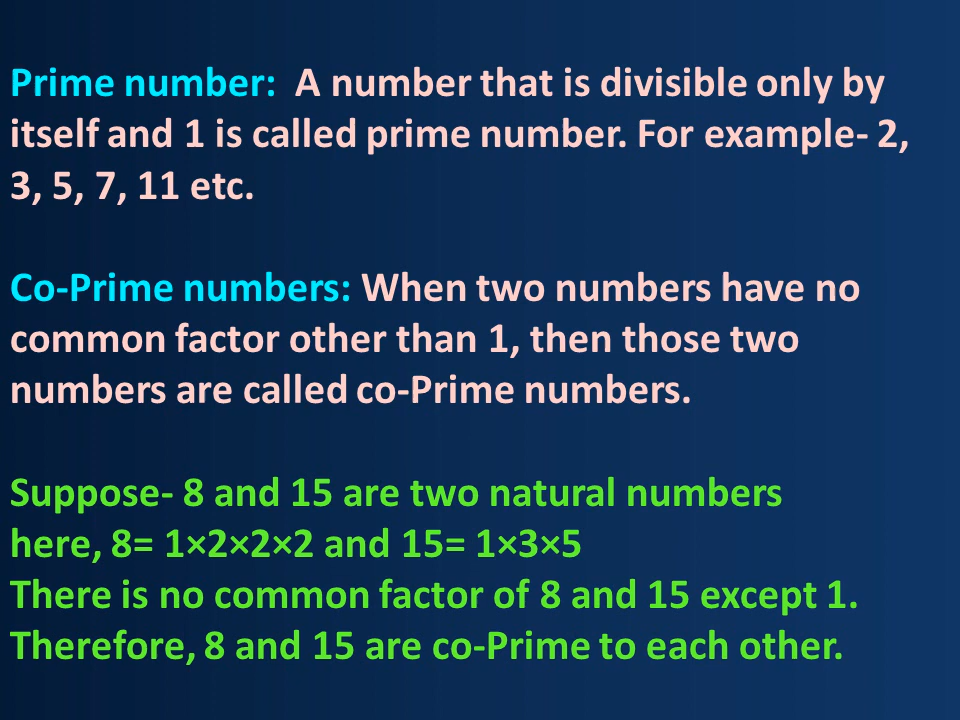 Prime number: A number that is divisible only by
itself and 1 is called prime number. For example- 2,
3, 5, 7, 11 etc.
Co-Prime numbers: When two numbers have no
common factor other than 1, then those two
numbers are called co-Prime numbers.
Suppose- 8 and 15 are two natural numbers
here, 8= 1×2×2×2 and 15= 1×3×5
There is no common factor of 8 and 15 except 1.
Therefore, 8 and 15 are co-Prime to each other.